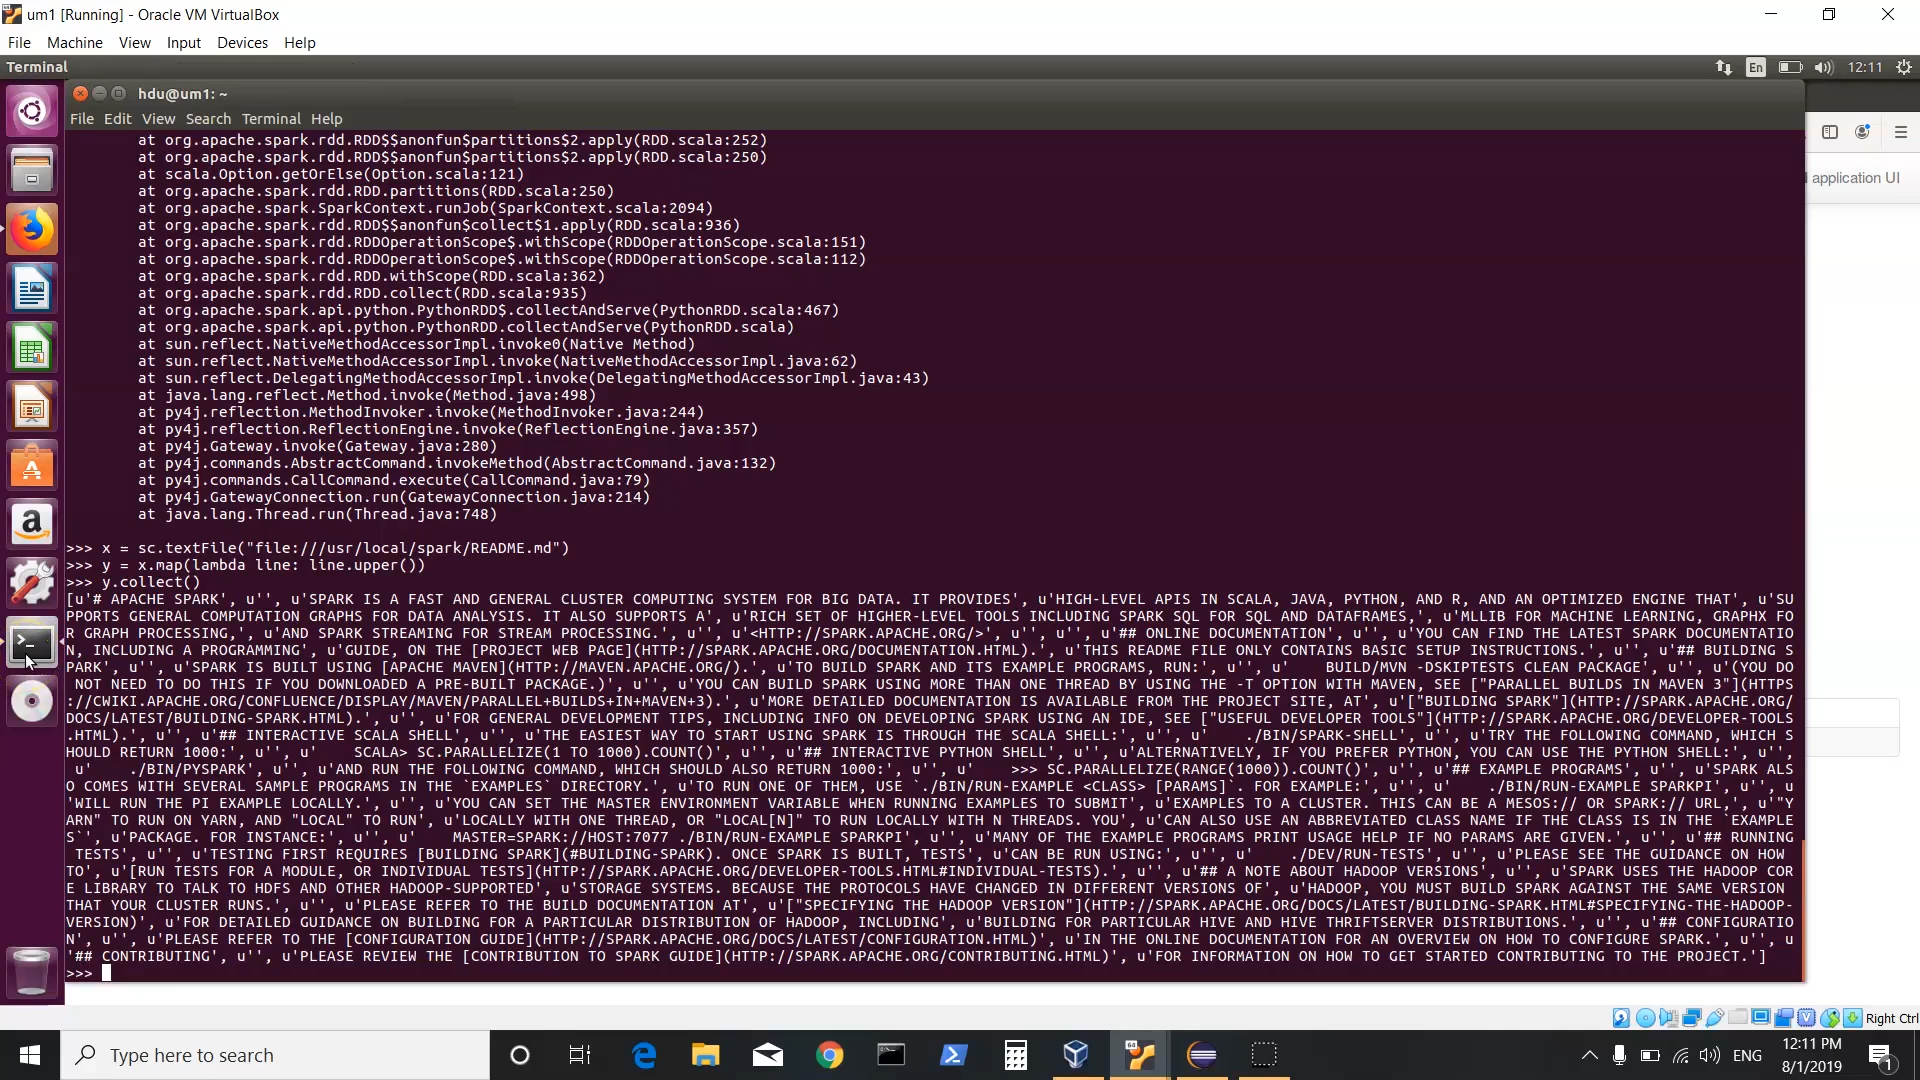 um1 [Running] - Oracle VM VirtualBox
File Machine View Input Devices Help
Terminal
En 12:11
hdu@um1: ~
File Edit View Search Terminal Help
at org.apache.spark.rdd.RDD$$anonfun$partitions$2.apply(RDD.scala:252)
at org.apache.spark.rdd.RDD$$anonfun$partitions$2.apply(RDD.scala:250)
at scala.Option.getOrElse(Option.scala:121)
at org.apache.spark.rdd.RDD.partitions(RDD.scala:250)
at org.apache.spark.SparkContext.runJob(SparkContext.scala:2094)
at org.apache.spark.rdd.RDD$$anonfun$collect$1.apply(RDD.scala:936)
at org.apache.spark.rdd.RDDOperationScope$.withScope(RDDOperationScope.scala:151)
at org.apache.spark.rdd.RDDOperationScope$.withScope(RDDOperationScope.scala:112)
at org.apache.spark.rdd.RDD.withScope(RDD.scala:362)
at org.apache.spark.rdd.RDD.collect(RDD.scala:935)
at org.apache.spark.api.python.PythonRDD$.collectAndServe(PythonRDD.scala:467)
at org.apache.spark.api.python.PythonRDD.collectAndServe(PythonRDD.scala)
at sun.reflect.NativeMethodAccessorImpl.invoke0(Native Method)
at sun.reflect.NativeMethodAccessorImpl.invoke(NativeMethodAccessorImpl.java:62)
at sun.reflect.DelegatingMethodAccessorImpl.invoke(DelegatingMethodAccessorImpl.java:43)
at java.lang.reflect.Method.invoke(Method.java:498)
at py4j.reflection.MethodInvoker.invoke(MethodInvoker.java:244)
at py4j.reflection.ReflectionEngine.invoke(ReflectionEngine.java:357)
at py4j.Gateway.invoke(Gateway.java:280)
at py4j.commands.AbstractCommand.invokeMethod(AbstractCommand.java:132)
at py4j.commands.CallCommand.execute(CallCommand.java:79)
at py4j.GatewayConnection.run(GatewayConnection.java:214)
at java.lang.Thread.run(Thread.java:748)
application UI
>>> x = sc.textFile("file:///usr/local/spark/README.md")
>>> y = x.map(lambda line: line.upper())
>>> y.collect()
[u'# APACHE SPARK', u'', u'SPARK IS A FAST AND GENERAL CLUSTER COMPUTING SYSTEM FOR BIG DATA. IT PROVIDES', u'HIGH-LEVEL APIS IN SCALA, JAVA, PYTHON, AND R, AND AN OPTIMIZED ENGINE THAT', u'SU
PPORTS GENERAL COMPUTATION GRAPHS FOR DATA ANALYSIS. IT ALSO SUPPORTS A', u'RICH SET OF HIGHER-LEVEL TOOLS INCLUDING SPARK SQL FOR SQL AND DATAFRAMES,', u'MLLIB FOR MACHINE LEARNING, GRAPHX FO
R GRAPH PROCESSING,', u'AND SPARK STREAMING FOR STREAM PROCESSING.', u'', u'<HTTP://SPARK.APACHE.ORG/>', u'', u'', u'## ONLINE DOCUMENTATION', u'', u'YOU CAN FIND THE LATEST SPARK DOCUMENTATIO
N, INCLUDING A PROGRAMMING', u'GUIDE, ON THE [PROJECT WEB PAGE](HTTP://SPARK.APACHE.ORG/DOCUMENTATION.HTML).', u'THIS README FILE ONLY CONTAINS BASIC SETUP INSTRUCTIONS.', u'', u'## BUILDING S
PARK', u'', u'SPARK IS BUILT USING [APACHE MAVEN](HTTP://MAVEN.APACHE.ORG/).', u'TO BUILD SPARK AND ITS EXAMPLE PROGRAMS, RUN:', u'', u'    BUILD/MVN -DSKIPTESTS CLEAN PACKAGE', u'', u'(YOU DO
 NOT NEED TO DO THIS IF YOU DOWNLOADED A PRE-BUILT PACKAGE.)', u'', u'YOU CAN BUILD SPARK USING MORE THAN ONE THREAD BY USING THE -T OPTION WITH MAVEN, SEE ["PARALLEL BUILDS IN MAVEN 3"](HTTPS
://CWIKI.APACHE.ORG/CONFLUENCE/DISPLAY/MAVEN/PARALLEL+BUILDS+IN+MAVEN+3).', u'MORE DETAILED DOCUMENTATION IS AVAILABLE FROM THE PROJECT SITE, AT', u'["BUILDING SPARK"](HTTP://SPARK.APACHE.ORG/
DOCS/LATEST/BUILDING-SPARK.HTML).', u'', u'FOR GENERAL DEVELOPMENT TIPS, INCLUDING INFO ON DEVELOPING SPARK USING AN IDE, SEE ["USEFUL DEVELOPER TOOLS"](HTTP://SPARK.APACHE.ORG/DEVELOPER-TOOLS
.HTML).', u'', u'## INTERACTIVE SCALA SHELL', u'', u'THE EASIEST WAY TO START USING SPARK IS THROUGH THE SCALA SHELL:', u'', u'    ./BIN/SPARK-SHELL', u'', u'TRY THE FOLLOWING COMMAND, WHICH S
HOULD RETURN 1000:', u'', u'    SCALA> SC.PARALLELIZE(1 TO 1000).COUNT()', u'', u'## INTERACTIVE PYTHON SHELL', u'', u'ALTERNATIVELY, IF YOU PREFER PYTHON, YOU CAN USE THE PYTHON SHELL:', u'',
 u'    ./BIN/PYSPARK', u'', u'AND RUN THE FOLLOWING COMMAND, WHICH SHOULD ALSO RETURN 1000:', u'', u'    >>> SC.PARALLELIZE(RANGE(1000)).COUNT()', u'', u'## EXAMPLE PROGRAMS', u'', u'SPARK ALS
O COMES WITH SEVERAL SAMPLE PROGRAMS IN THE `EXAMPLES` DIRECTORY.', u'TO RUN ONE OF THEM, USE `./BIN/RUN-EXAMPLE <CLASS> [PARAMS]`. FOR EXAMPLE:', u'', u'    ./BIN/RUN-EXAMPLE SPARKPI', u'', u
'WILL RUN THE PI EXAMPLE LOCALLY.', u'', u'YOU CAN SET THE MASTER ENVIRONMENT VARIABLE WHEN RUNNING EXAMPLES TO SUBMIT', u'EXAMPLES TO A CLUSTER. THIS CAN BE A MESOS:// OR SPARK:// URL,', u'"Y
ARN" TO RUN ON YARN, AND "LOCAL" TO RUN', u'LOCALLY WITH ONE THREAD, OR "LOCAL[N]" TO RUN LOCALLY WITH N THREADS. YOU', u'CAN ALSO USE AN ABBREVIATED CLASS NAME IF THE CLASS IS IN THE `EXAMPLE
S`', u'PACKAGE. FOR INSTANCE:', u'', u'    MASTER=SPARK://HOST:7077 ./BIN/RUN-EXAMPLE SPARKPI', u'', u'MANY OF THE EXAMPLE PROGRAMS PRINT USAGE HELP IF NO PARAMS ARE GIVEN.', u'', u'## RUNNING
 TESTS', u'', u'TESTING FIRST REQUIRES [BUILDING SPARK](#BUILDING-SPARK). ONCE SPARK IS BUILT, TESTS', u'CAN BE RUN USING:', u'', u'    ./DEV/RUN-TESTS', u'', u'PLEASE SEE THE GUIDANCE ON HOW 
TO', u'[RUN TESTS FOR A MODULE, OR INDIVIDUAL TESTS](HTTP://SPARK.APACHE.ORG/DEVELOPER-TOOLS.HTML#INDIVIDUAL-TESTS).', u'', u'## A NOTE ABOUT HADOOP VERSIONS', u'', u'SPARK USES THE HADOOP COR
E LIBRARY TO TALK TO HDFS AND OTHER HADOOP-SUPPORTED', u'STORAGE SYSTEMS. BECAUSE THE PROTOCOLS HAVE CHANGED IN DIFFERENT VERSIONS OF', u'HADOOP, YOU MUST BUILD SPARK AGAINST THE SAME VERSION 
THAT YOUR CLUSTER RUNS.', u'', u'PLEASE REFER TO THE BUILD DOCUMENTATION AT', u'["SPECIFYING THE HADOOP VERSION"](HTTP://SPARK.APACHE.ORG/DOCS/LATEST/BUILDING-SPARK.HTML#SPECIFYING-THE-HADOOP-
VERSION)', u'FOR DETAILED GUIDANCE ON BUILDING FOR A PARTICULAR DISTRIBUTION OF HADOOP, INCLUDING', u'BUILDING FOR PARTICULAR HIVE AND HIVE THRIFTSERVER DISTRIBUTIONS.', u'', u'## CONFIGURATIO
N', u'', u'PLEASE REFER TO THE [CONFIGURATION GUIDE](HTTP://SPARK.APACHE.ORG/DOCS/LATEST/CONFIGURATION.HTML)', u'IN THE ONLINE DOCUMENTATION FOR AN OVERVIEW ON HOW TO CONFIGURE SPARK.', u'', u
'## CONTRIBUTING', u'', u'PLEASE REVIEW THE [CONTRIBUTION TO SPARK GUIDE](HTTP://SPARK.APACHE.ORG/CONTRIBUTING.HTML)', u'FOR INFORMATION ON HOW TO GET STARTED CONTRIBUTING TO THE PROJECT.']
>>>
Right Ctrl
Type here to search
ENG
12:11 PM
8/1/2019
1